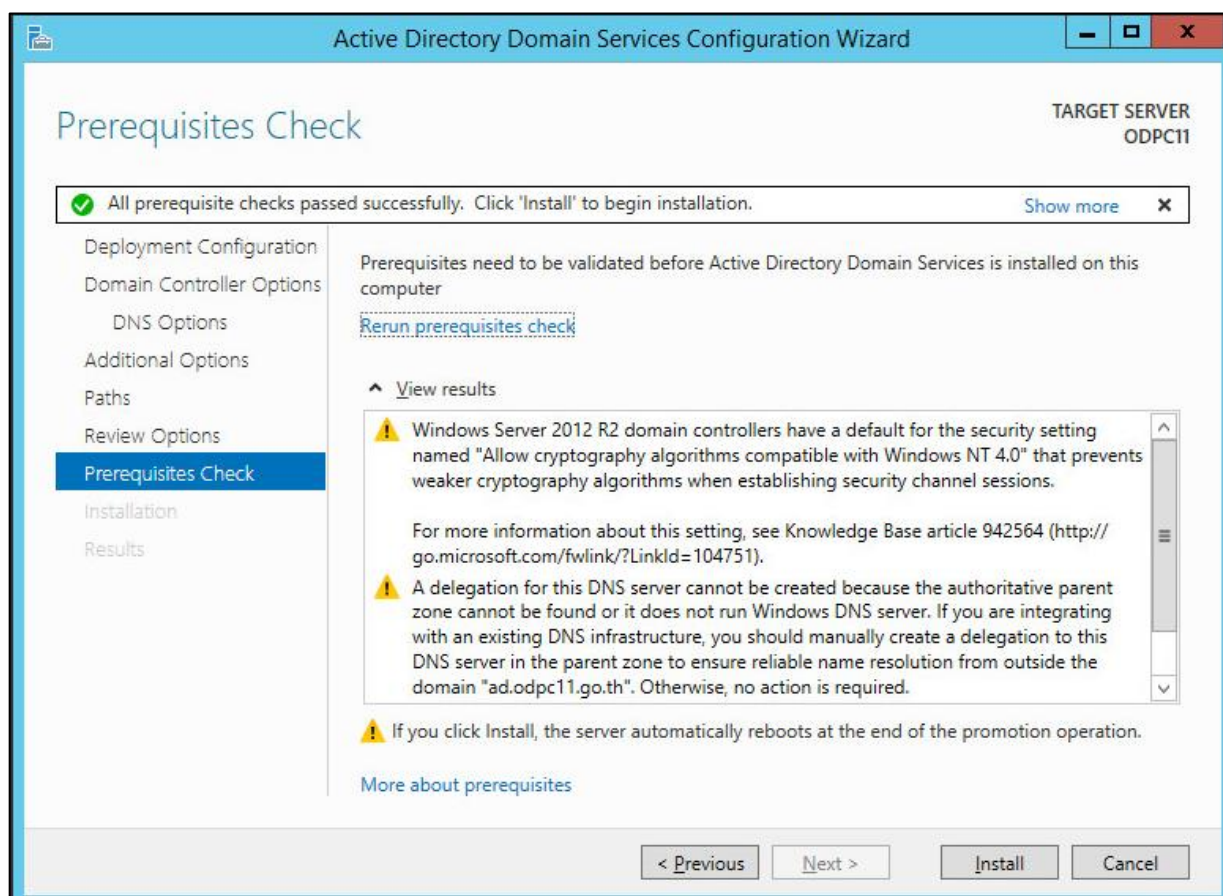 Active Directory Domain Services Configuration Wizard
Prerequisites Check
TARGET SERVER
ODPC11
All prerequisite checks passed successfully.  Click 'Install' to begin installation.
Show more
Deployment Configuration
Domain Controller Options
DNS Options
Additional Options
Paths
Review Options
Prerequisites Check
Installation
Results
Prerequisites need to be validated before Active Directory Domain Services is installed on this
computer
Rerun prerequisites check
View results
Windows Server 2012 R2 domain controllers have a default for the security setting
named "Allow cryptography algorithms compatible with Windows NT 4.0" that prevents
weaker cryptography algorithms when establishing security channel sessions.
For more information about this setting, see Knowledge Base article 942564 (http://
go.microsoft.com/fwlink/?LinkId=104751).
A delegation for this DNS server cannot be created because the authoritative parent
zone cannot be found or it does not run Windows DNS server. If you are integrating
with an existing DNS infrastructure, you should manually create a delegation to this
DNS server in the parent zone to ensure reliable name resolution from outside the
domain "ad.odpc11.go.th". Otherwise, no action is required.
If you click Install, the server automatically reboots at the end of the promotion operation.
More about prerequisites
< Previous
Next >
Install
Cancel